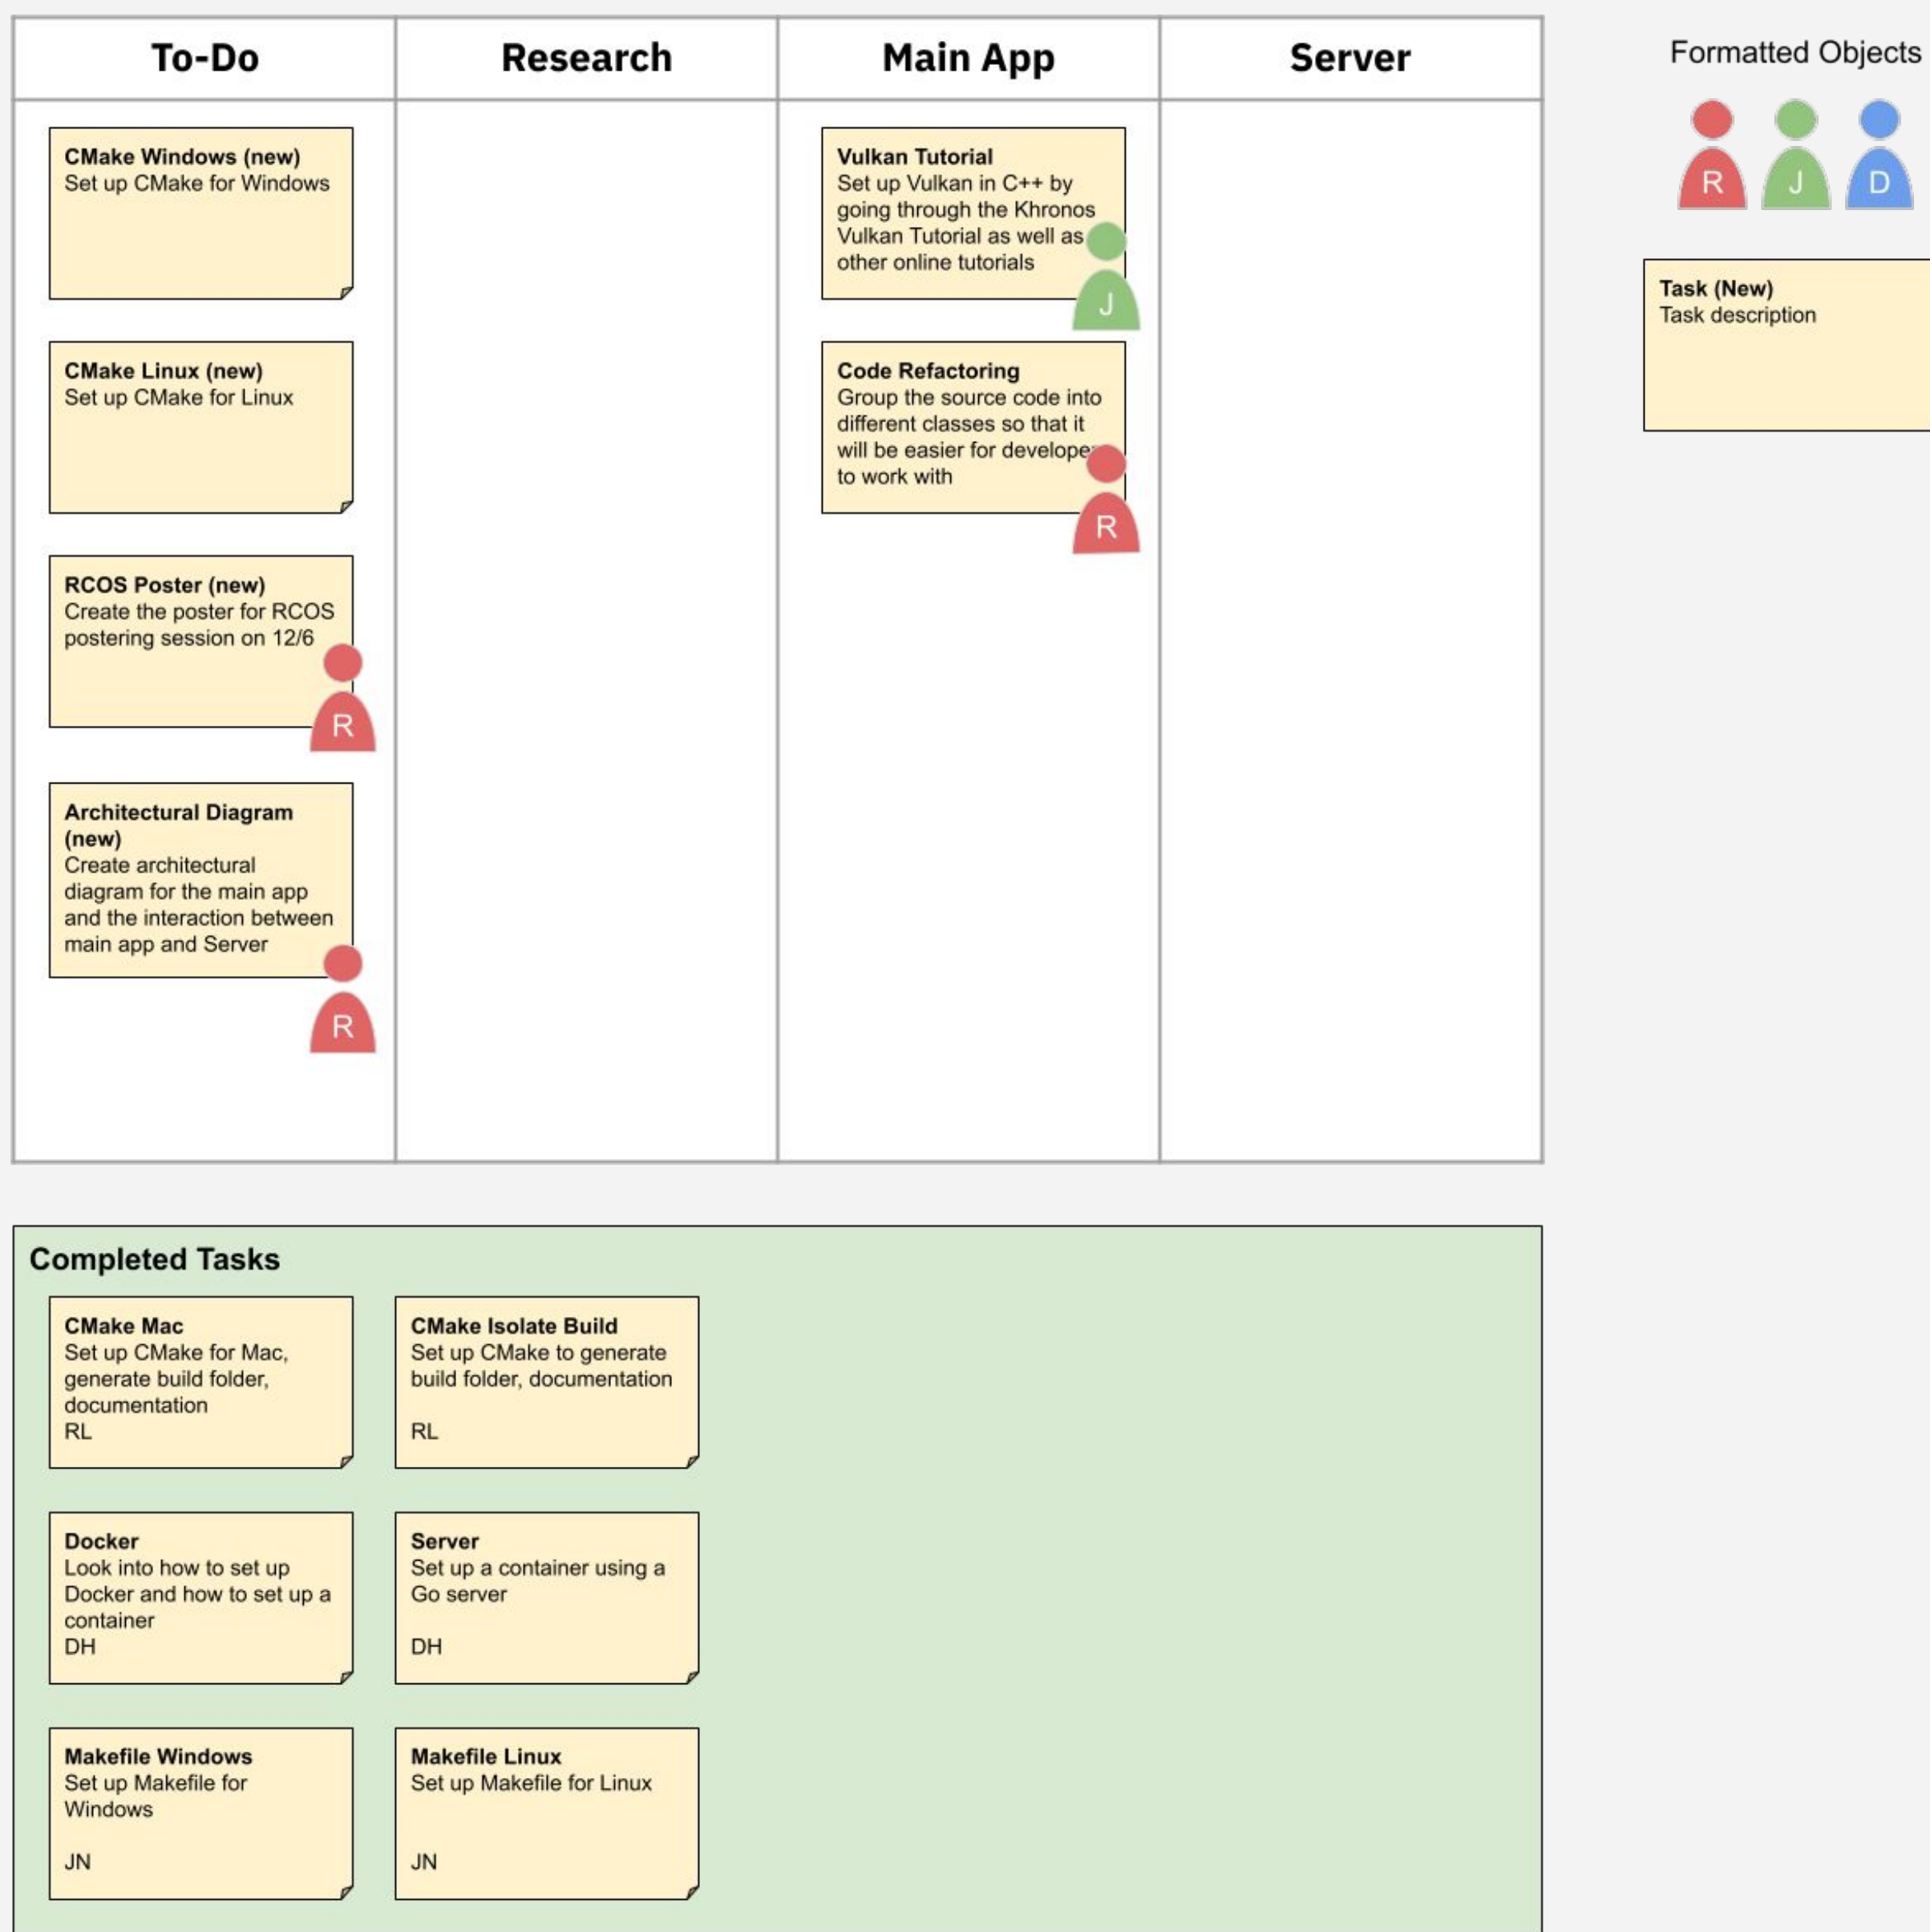 To-Do
Research
Main App
Server
CMake Windows (new)
Set up CMake for Windows
CMake Linux (new)
Set up CMake for Linux
RCOS Poster (new)
Create the poster for RCOS
postering session on 12/6
R
Architectural Diagram
(new)
Create architectural
diagram for the main app
and the interaction between
main app and Server
R
Vulkan Tutorial
Set up Vulkan in C++ by
going through the Khronos
Vulkan Tutorial as well as
other online tutorials
J
Code Refactoring
Group the source code into
different classes so that it
will be easier for
to work with
R
Formatted Objects
R
J
D
Task (New)
Task description
Completed Tasks
CMake Mac
Set up CMake for Mac,
generate build folder,
documentation
RL
CMake Isolate Build
Set up CMake to generate
build folder, documentation
RL
Docker
Look into how to set up
Docker and how to set up a
container
DH
Server
Set up a container using a
Go server
DH
Makefile Windows
Set up Makefile for
Windows
JN
Makefile Linux
Set up Makefile for Linux
JN